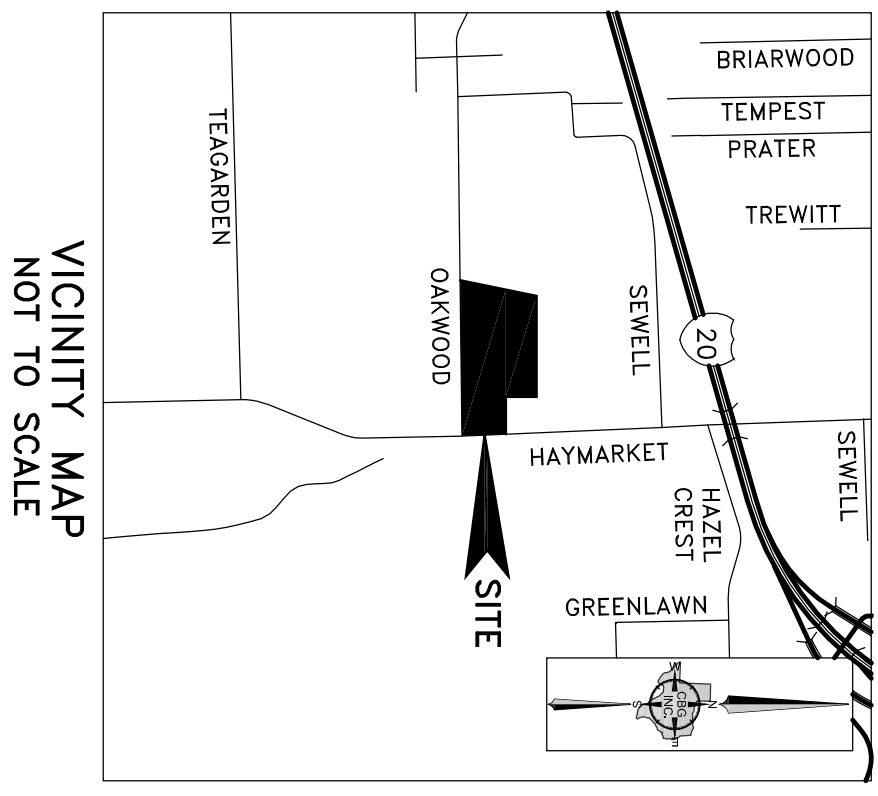 BRIARWOOD
TEMPEST
PRATER
TREWITT
TEAGARDEN
OAKWOOD
SEWELL
20
HAYMARKET
SEWELL
HAZEL
CREST
GREENLAWN
SITE
N
W
CBG
INC.
E
S
VICINITY MAP
NOT TO SCALE